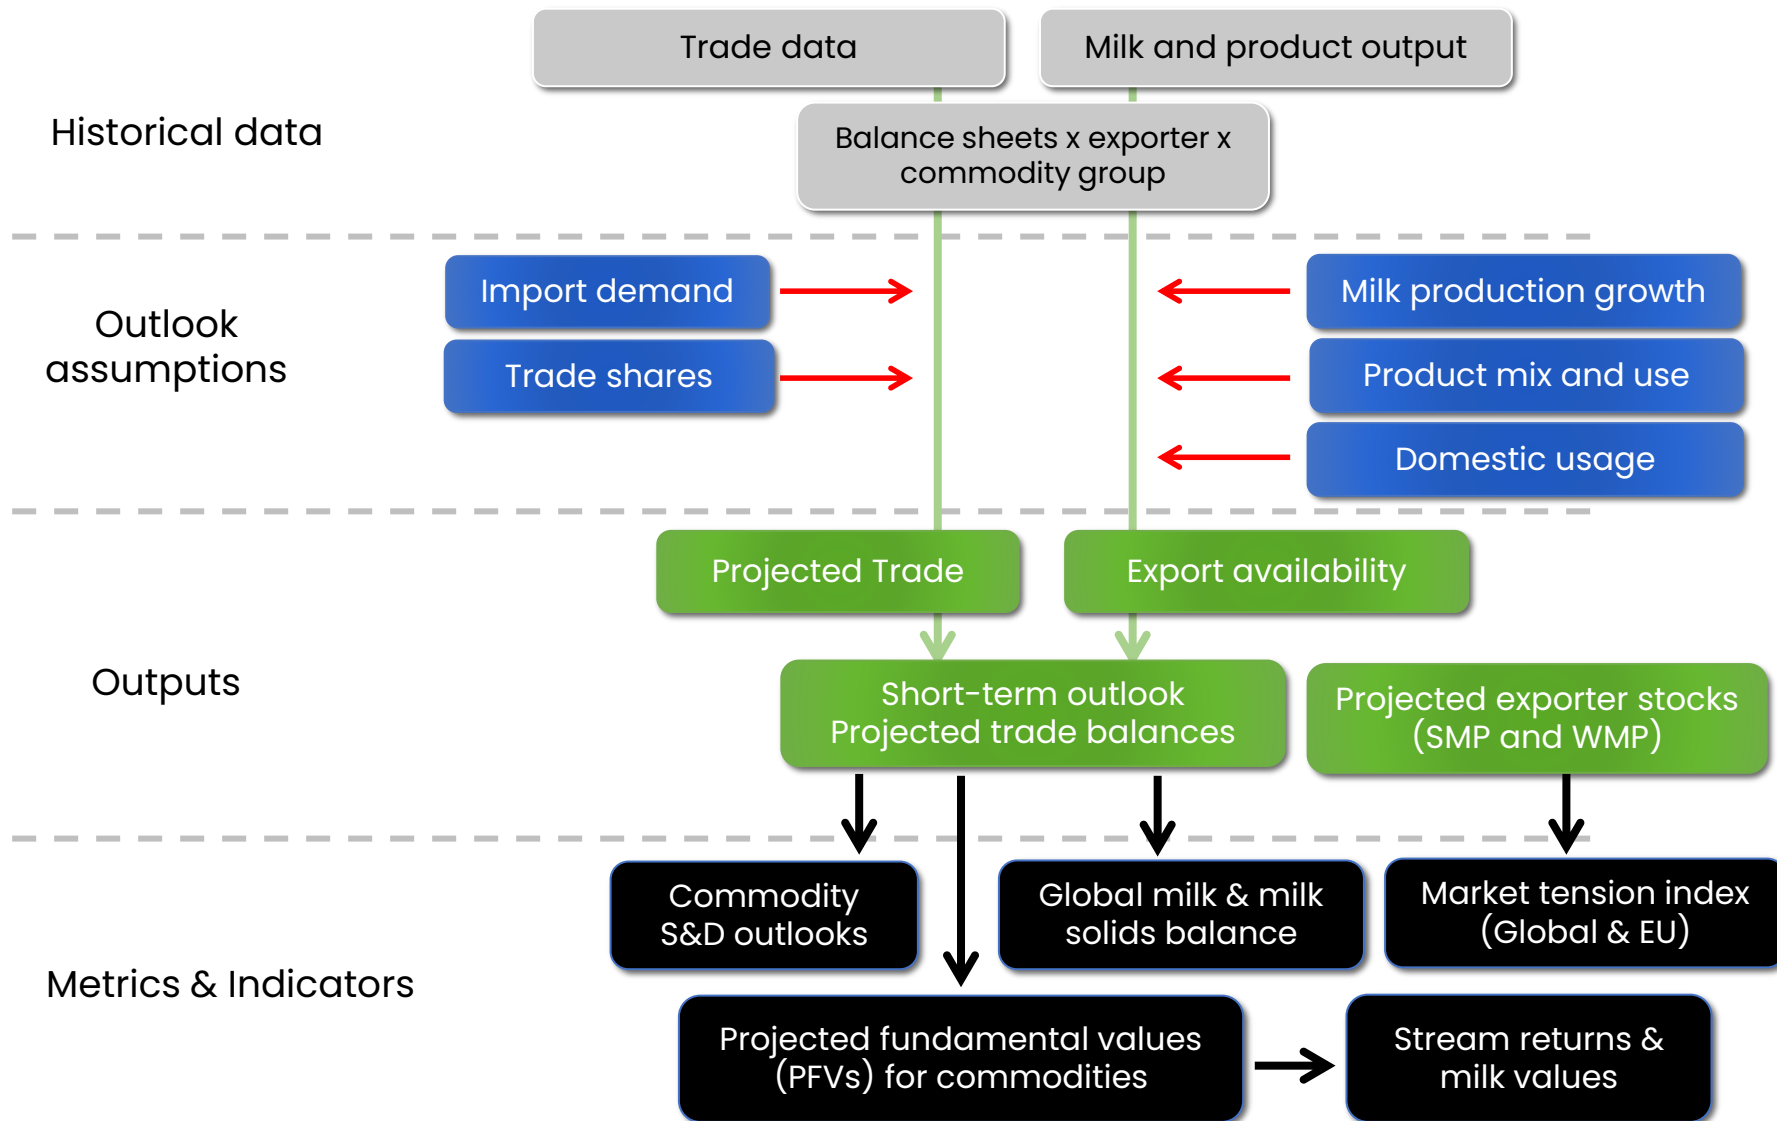 Trade data
Milk and product output
Historical data
Balance sheets x exporter x
commodity group
Outlook
assumptions
Import demand
Trade shares
Milk production growth
Product mix and use
Domestic usage
Outputs
Projected Trade
Export availability
Short-term outlook
Projected trade balances
Projected exporter stocks
(SMP and WMP)
Metrics & Indicators
Commodity
S&D outlooks
Global milk & milk
solids balance
Market tension index
(Global & EU)
Projected fundamental values
(PFVs) for commodities
Stream returns &
milk values